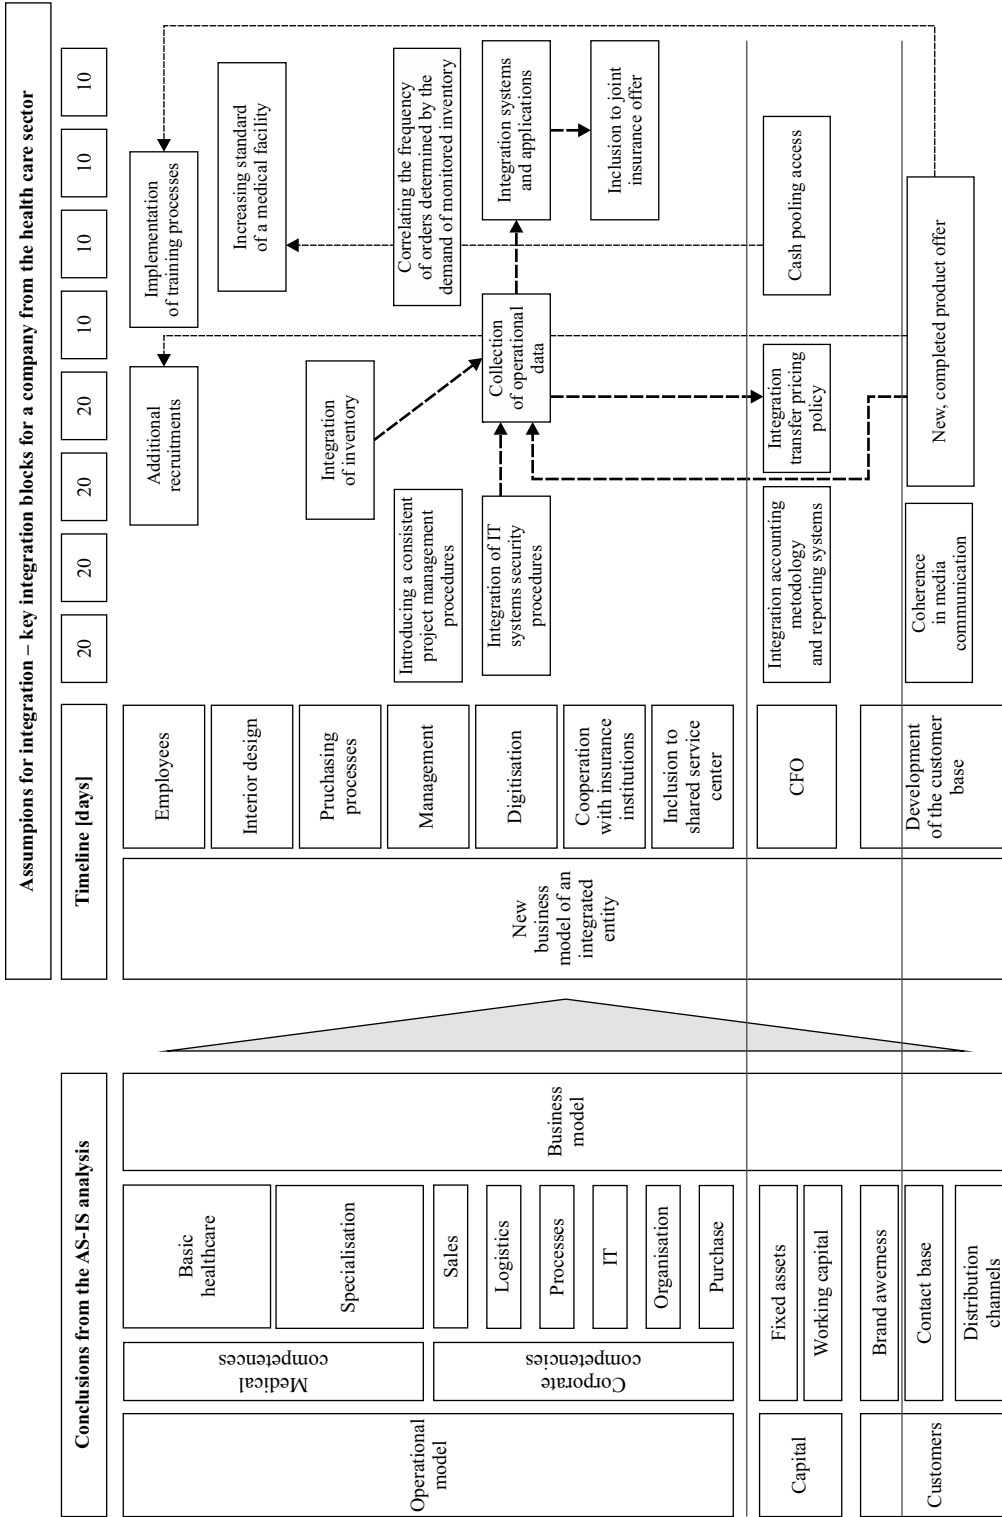 Assumpions for integration – key integration blocks for a company from the health care sector
Conclusions from the AS-IS analysis
Timeline [days]
20
20
20
20
10
10
10
10
Operational model
Medical
competences
Corporate
competencies
Basic
healthcare
Specialisation
Sales
Logistics
Processes
IT
Organisation
Purchase
Capital
Fixed assets
Working capital
Customers
Brand awerness
Contact base
Distribution
channels
Business
model
New
business
model of an
integrated
entity
Employees
Interior design
Pruchasing
processes
Management
Digitisation
Cooperation
with insurance
institutions
Inclusion to
shared service
center
CFO
Development
of the customer
base
Additional
recruitments
Implementation
of training processes
Increasing standard
of a medical facility
Integration
of inventory
Introducing a consistent
project management
procedures
Correlating the frequency
of orders determined by the
demand of monitored inventory
Integration of IT
systems security
procedures
Collection
of operational
data
Integration systems
and applications
Inclusion to joint
insurance offer
Integration accounting
metodology
and reporting systems
Integration
transfer pricing
policy
Cash pooling access
Coherence
in media
communication
New, completed product offer